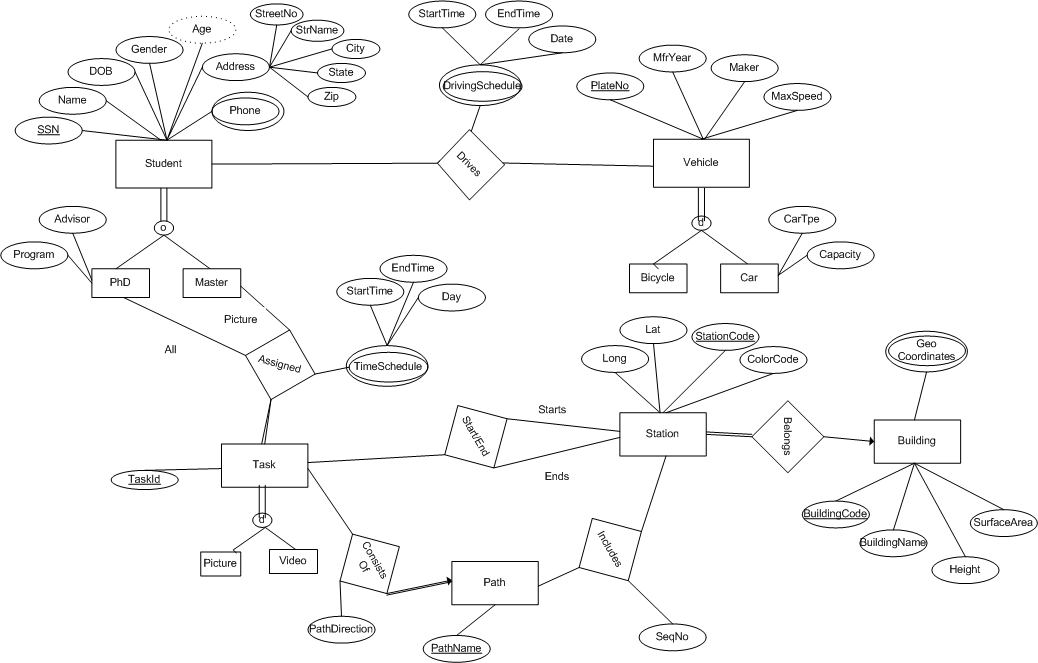 StreetNo
StartTime
EndTime
Age
StrName
Date
Gender
City
MfrYear
DOB
Address
State
Maker
Name
Zip
DrivingSchedule
PlateNo
MaxSpeed
SSN
Phone
Student
Drives
Vehicle
o
d
Advisor
CarTpe
Program
Capacity
PhD
Master
Bicycle
Car
EndTime
StartTime
Day
Picture
All
Assigned
TimeSchedule
Lat
StationCode
Long
ColorCode
Geo
Coordinates
Starts
Start/End
Station
Belongs
Building
Ends
Task
TaskId
d
BuildingCode
BuildingName
SurfaceArea
Height
Picture
Video
Consists
Of
Includes
Path
PathDirection
PathName
SeqNo